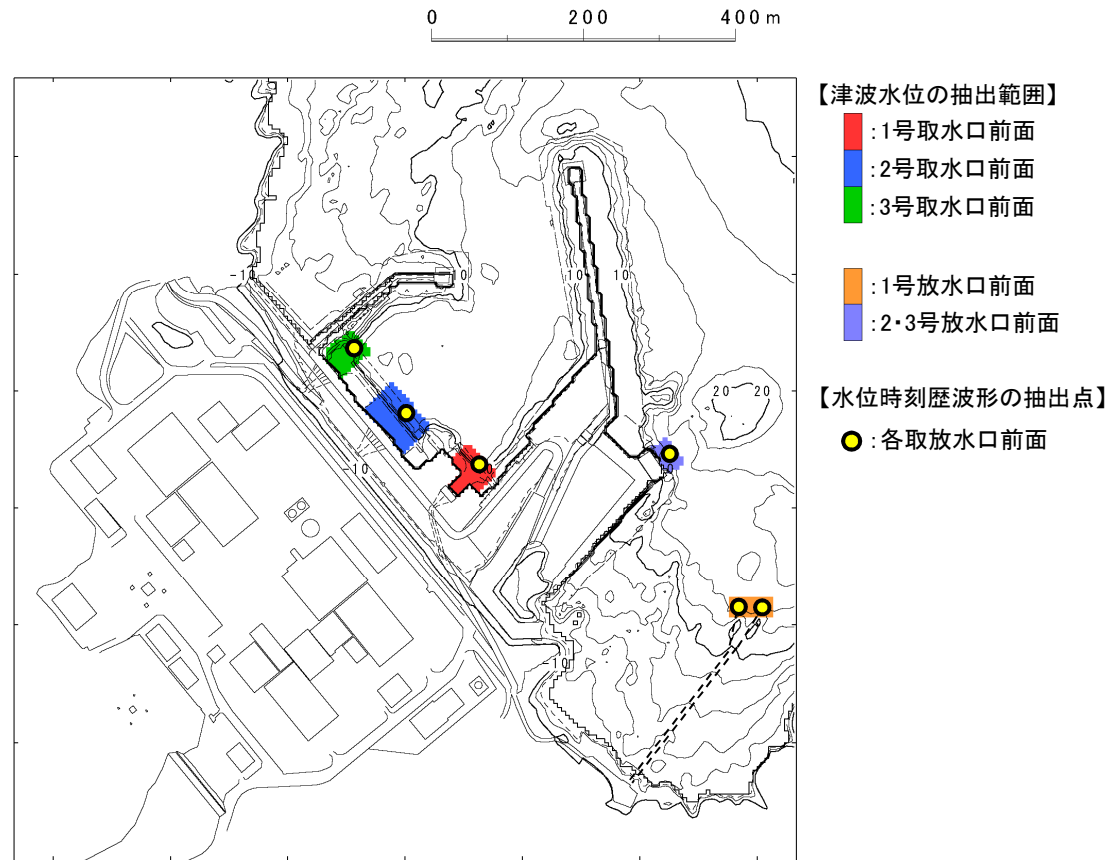 0 200 400m
【津波水位の抽出範囲】
:1号取水口前面
:2号取水口前面
:3号取水口前面
:1号放水口前面
:2・3号放水口前面
【水位時刻歴波形の抽出点】
:各取放水口前面
-10
10
10
10
20
20
-10
10
-10